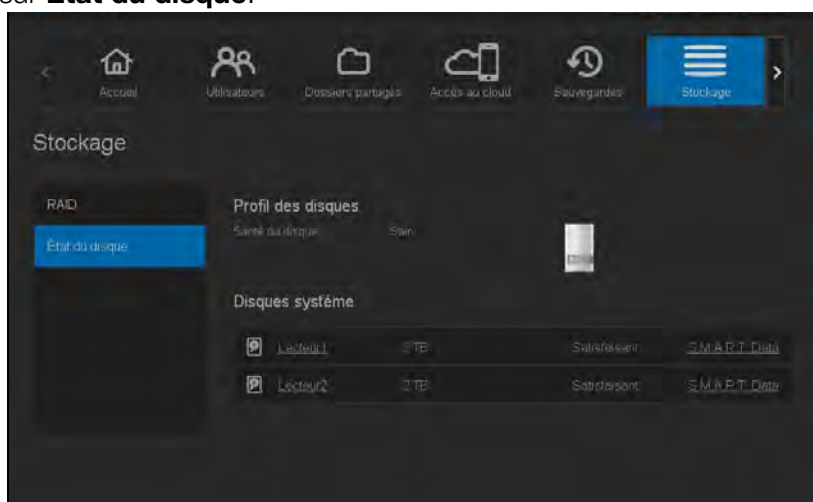 sur État du disque.
Accueil Utilisateurs Dossiers partagés Accès au cloud Sauvegardes Stockage
Stockage
RAID
État du disque
Profil des disques
Santé du disque Sain
Disques système
Lecteur1 2 TB Satisfaisant S.M.A.R.T. Data
Lecteur2 2 TB Satisfaisant S.M.A.R.T. Data